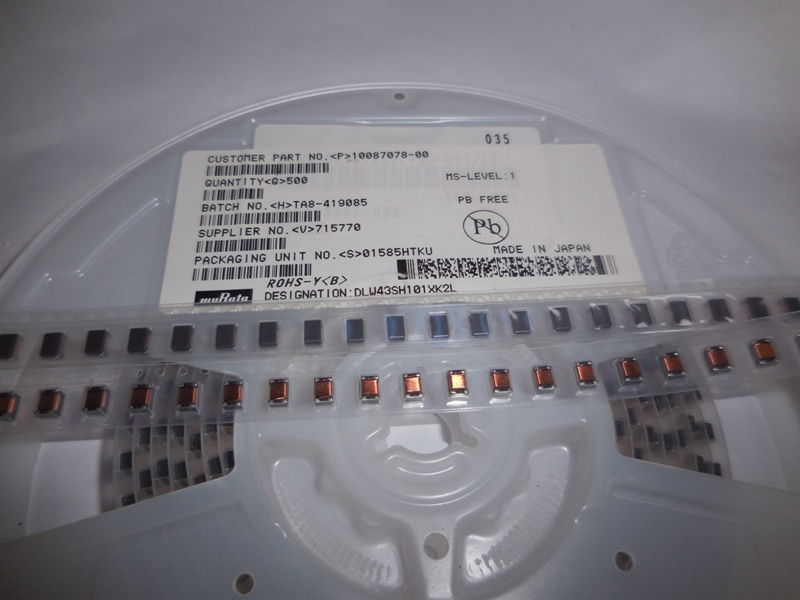 035
CUSTOMER PART NO.<P>10087078-00
QUANTITY<Q>500 MS-LEVEL:1
BATCH NO.<H>TA8-419085 PB FREE
Pb
SUPPLIER NO.<V>715770
MADE IN JAPAN
PACKAGING UNIT NO.<S>01585HTKU
ROHS-Y<B>
muRata DESIGNATION:DLW43SH101XK2L